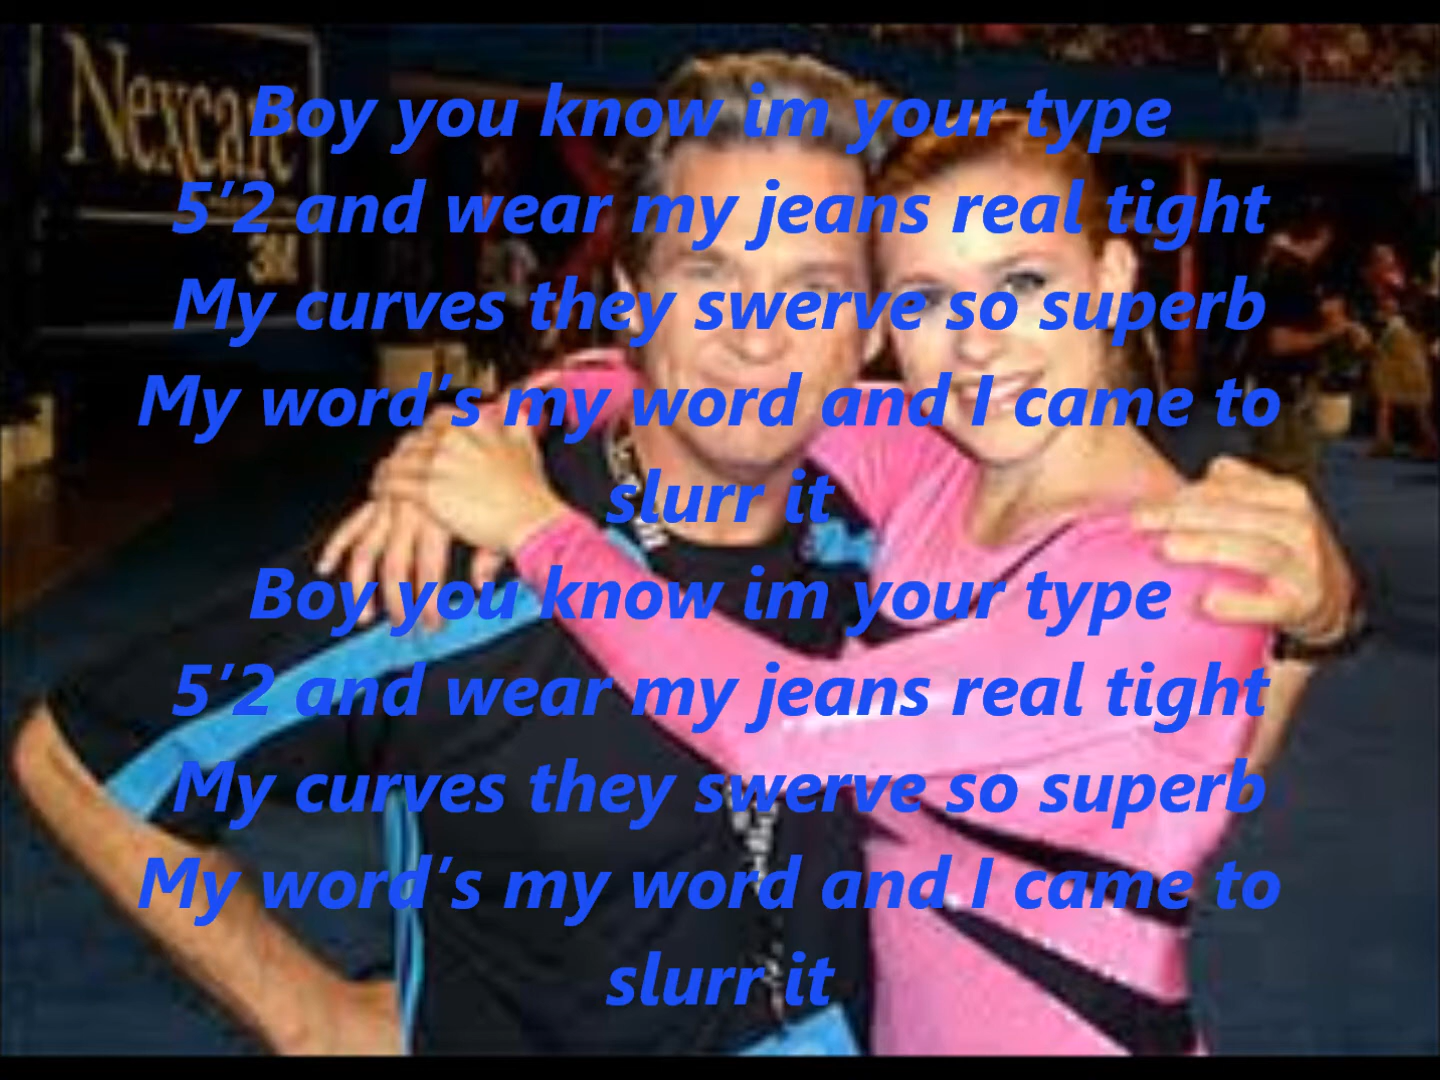 Nexcare
3M
Boy you know im your type
5'2 and wear my jeans real tight
My curves they swerve so superb
My word's my word and I came to
slurr it
Boy you know im your type
5'2 and wear my jeans real tight
My curves they swerve so superb
My word's my word and I came to
slurr it